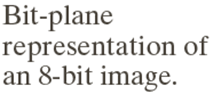 Bit-plane
representation of
an 8-bit image.